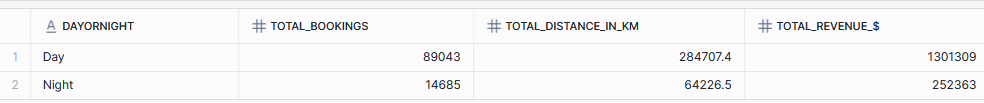 DAYORNIGHT TOTAL_BOOKINGS TOTAL_DISTANCE_IN_KM TOTAL_REVENUE_$
1 Day 89043 284707.4 1301309
2 Night 14685 64226.5 252363